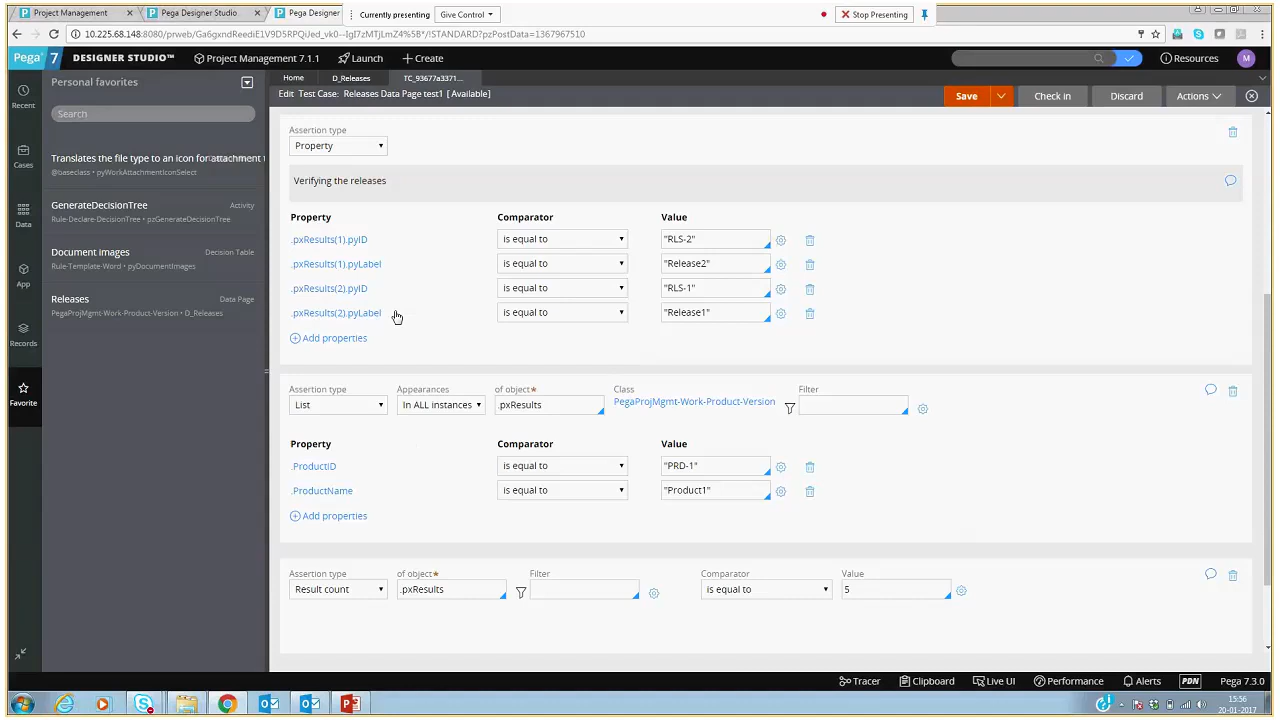 Project Management
Pega Designer Studio
Pega Designer
Currently presenting
Give Control
Stop Presenting
10.225.68.148:8080/prweb/
Pega 7
DESIGNER STUDIO™
Project Management 7.1.1
Launch
Create
Resources
M
Personal favorites
Home
D_Releases
TC_93677a3371...
Edit Test Case: Releases Data Page test1 [ Available]
Save
Check in
Discard
Actions
Search
Recent
Cases
Data
App
Records
Favorite
Translates the file type to an icon for attachment t
@baseclass • pyWorkAttachmentIconSelect
GenerateDecisionTree
Activity
Rule-Declare-DecisionTree • pzGenerateDecisionTree
Document images
Decision Table
Rule-Template-Word • pyDocumentImages
Releases
Data Page
PegaProjMgmt-Work-Product-Version • D_Releases
Assertion type
Property
Verifying the releases
Property Comparator Value
.pxResults(1).pyID is equal to "RLS-2"
.pxResults(1).pyLabel is equal to "Release2"
.pxResults(2).pyID is equal to "RLS-1"
.pxResults(2).pyLabel is equal to "Release1"
Add properties
Assertion type Appearances of object* Class Filter
List In ALL instances .pxResults PegaProjMgmt-Work-Product-Version
Property Comparator Value
.ProductID is equal to "PRD-1"
.ProductName is equal to "Product1"
Add properties
Assertion type of object* Filter Comparator Value
Result count .pxResults is equal to 5
Tracer
Clipboard
Live UI
Performance
Alerts
PDN
Pega 7.3.0
15:56
20-01-2017